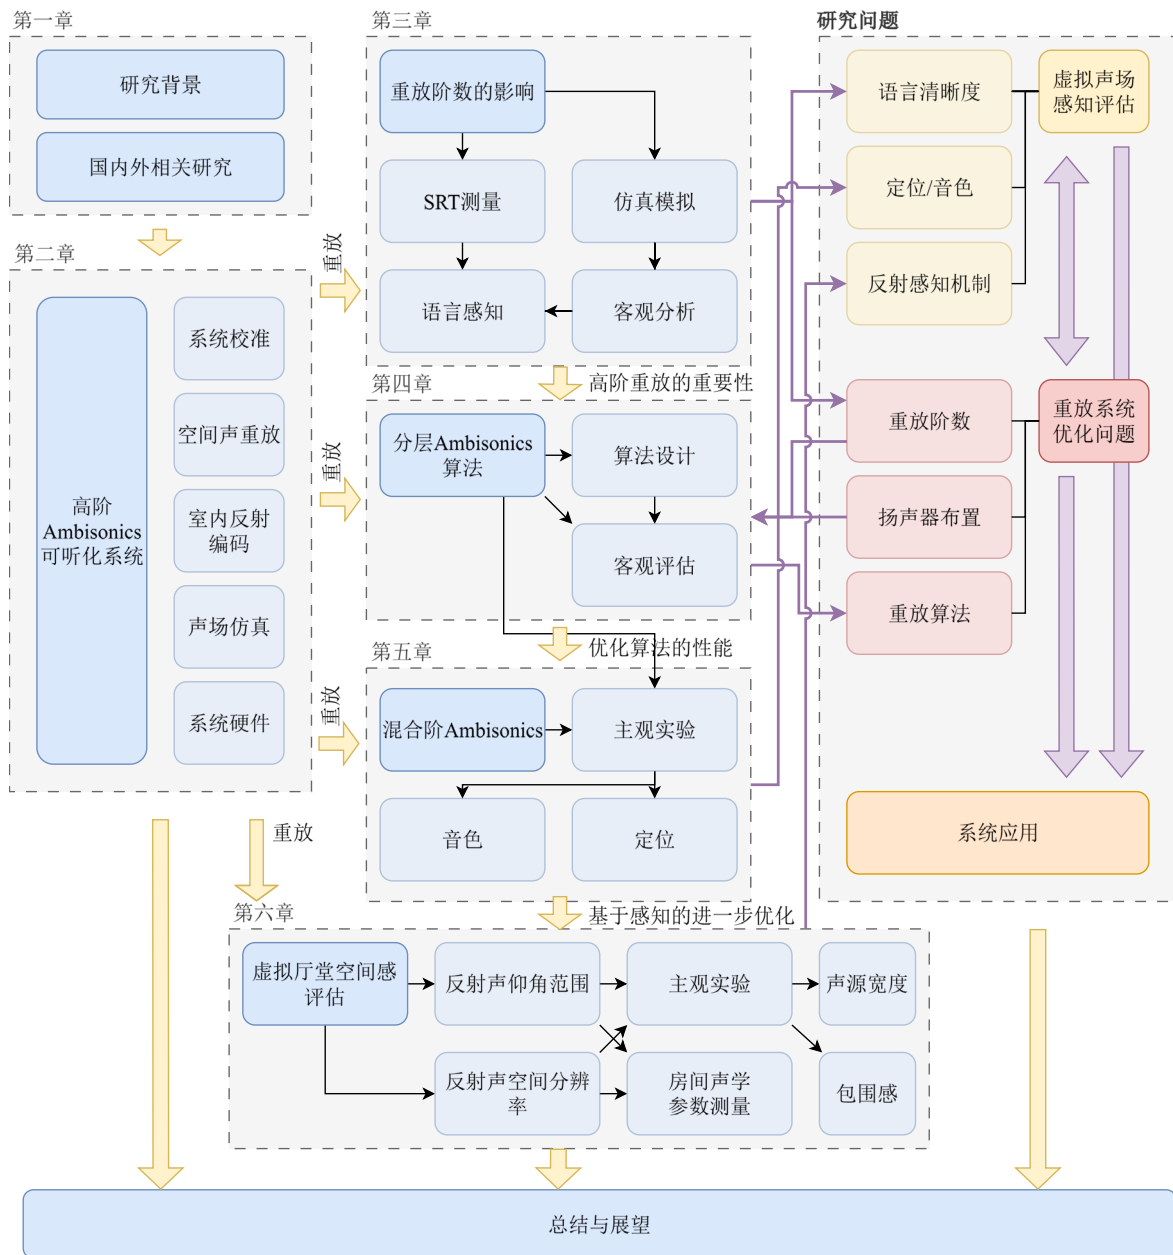 第一章
研究背景
国内外相关研究
第二章
高阶
Ambisonics
可听化系统
系统校准
空间声重放
室内反射
编码
声场仿真
系统硬件
重放
重放
重放
重放
第三章
重放阶数的影响
SRT测量
仿真模拟
语言感知
客观分析
高阶重放的重要性
第四章
分层Ambisonics
算法
算法设计
客观评估
优化算法的性能
第五章
混合阶Ambisonics
主观实验
音色
定位
基于感知的进一步优化
第六章
虚拟厅堂空间感
评估
反射声仰角范围
主观实验
声源宽度
反射声空间分辨
率
房间声学
参数测量
包围感
研究问题
语言清晰度
虚拟声场
感知评估
定位/音色
反射感知机制
重放阶数
重放系统
优化问题
扬声器布置
重放算法
系统应用
总结与展望